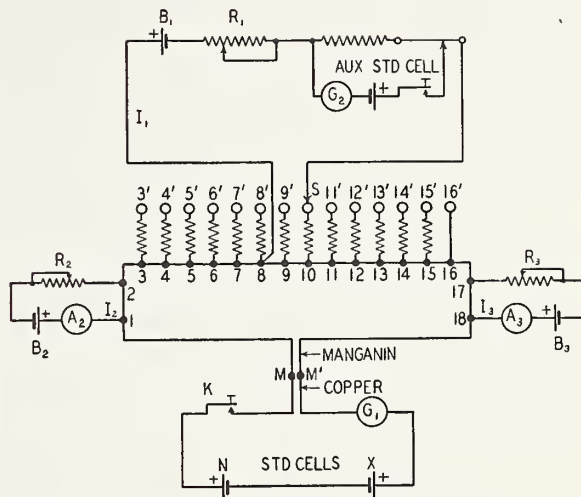 + B₁ R₁
AUX STD CELL
G₂ + T
I₁
S
3' 4' 5' 6' 7' 8' 9' 10' 11' 12' 13' 14' 15' 16'
3 4 5 6 7 8 9 10 11 12 13 14 15 16
R₂ 2 17 R₃
B₂ + A₂ I₂ 1 18 I₃ A₃ + B₃
MANGANIN
M M'
COPPER
K T G₁
+ N STD CELLS X +